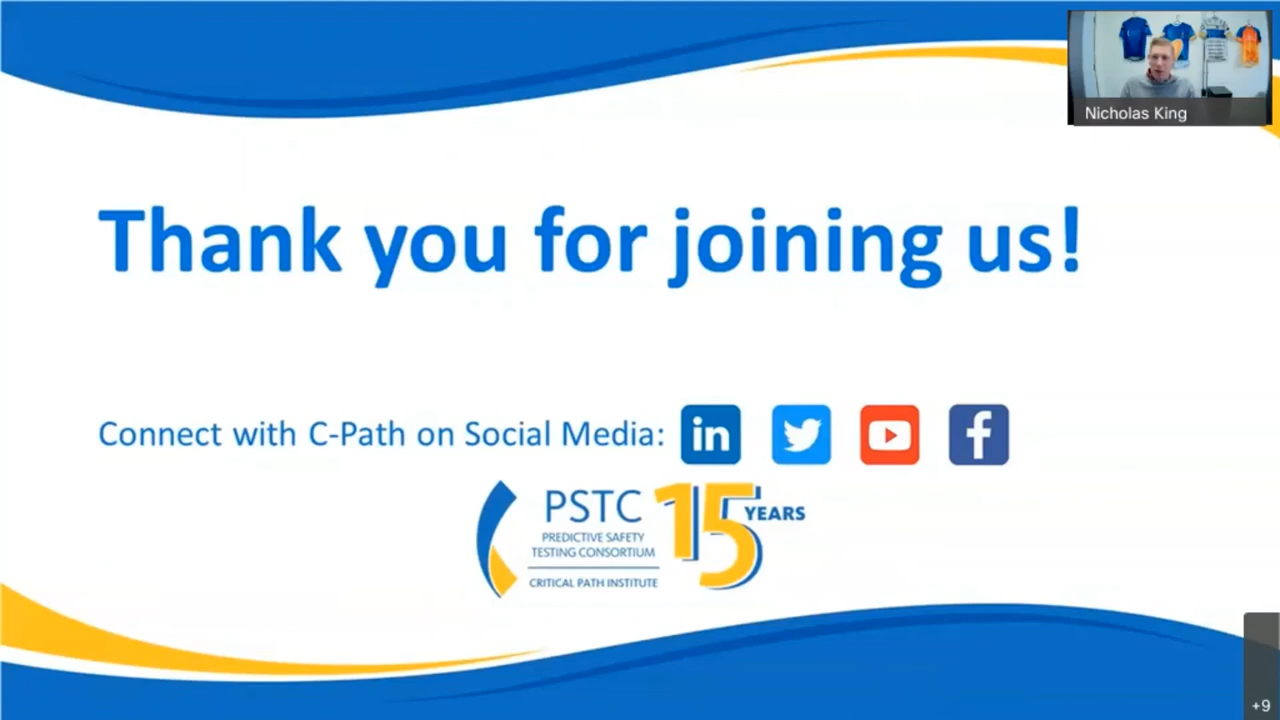 Nicholas King
Thank you for joining us!
Connect with C-Path on Social Media:
in
f
PSTC
PREDICTIVE SAFETY
TESTING CONSORTIUM
CRITICAL PATH INSTITUTE
15 YEARS
+9